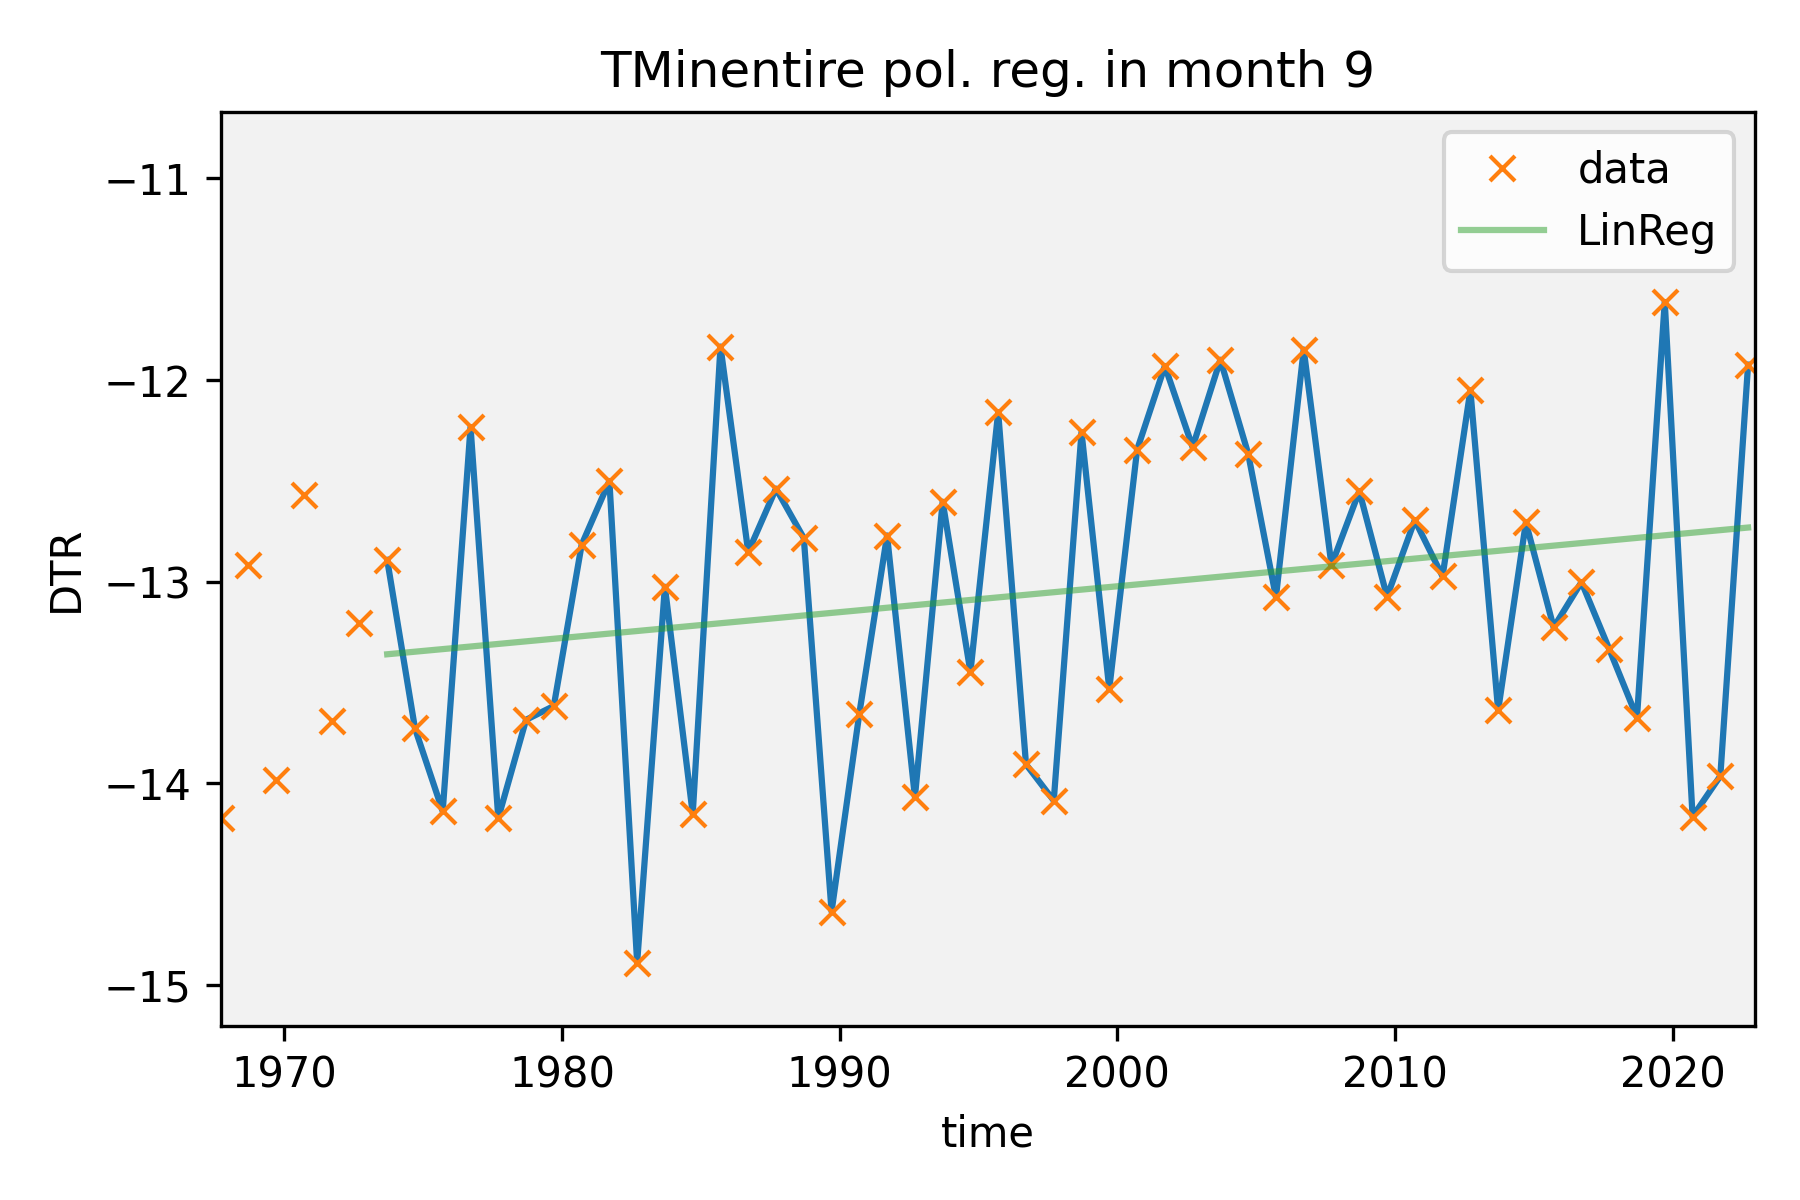 TMinentire pol. reg. in month 9
data
LinReg
−11
−12
−13
−14
−15
DTR
1970 1980 1990 2000 2010 2020
time